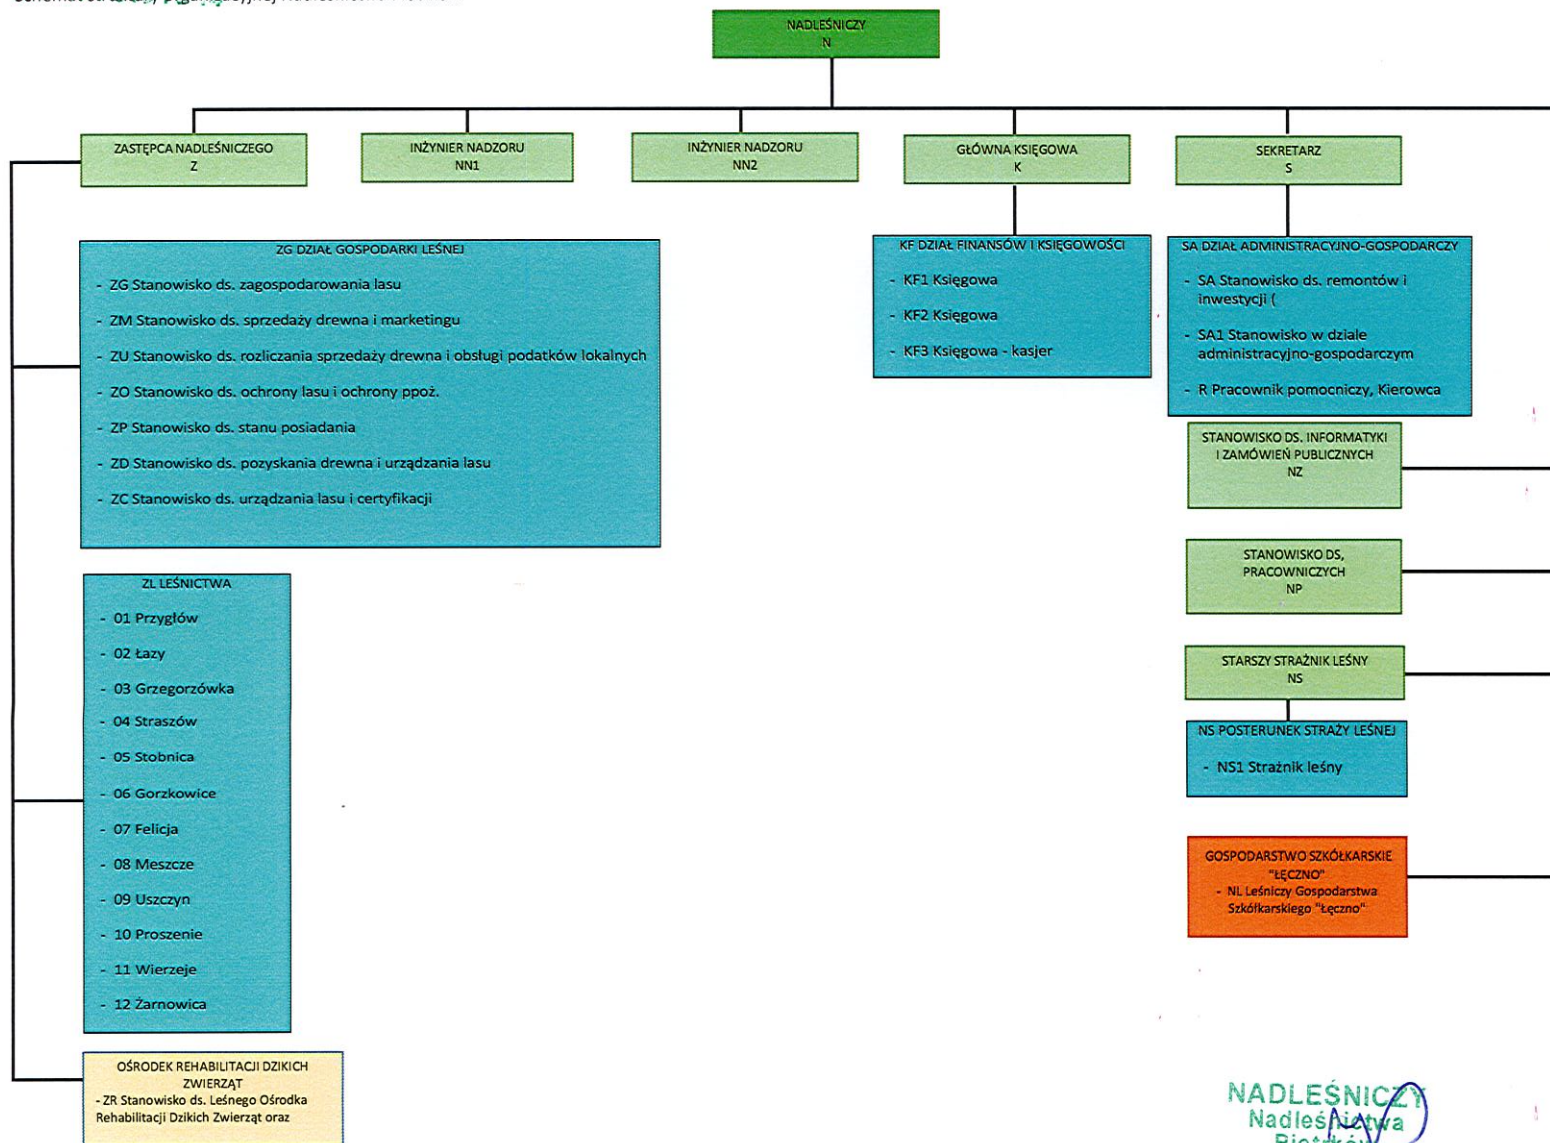 NADLEŚNICZY
N
ZASTĘPCA NADLEŚNICZEGO
Z
INŻYNIER NADZORU
NN1
INŻYNIER NADZORU
NN2
GŁÓWNA KSIĘGOWA
K
SEKRETARZ
S
ZG DZIAŁ GOSPODARKI LEŚNEJ
- ZG Stanowisko ds. zagospodarowania lasu
- ZM Stanowisko ds. sprzedaży drewna i marketingu
- ZU Stanowisko ds. rozliczania sprzedaży drewna i obsługi podatków lokalnych
- ZO Stanowisko ds. ochrony lasu i ochrony ppoż.
- ZP Stanowisko ds. stanu posiadania
- ZD Stanowisko ds. pozyskania drewna i urządzania lasu
- ZC Stanowisko ds. urządzania lasu i certyfikacji
KF DZIAŁ FINANSÓW I KSIĘGOWOŚCI
- KF1 Księgowa
- KF2 Księgowa
- KF3 Księgowa - kasjer
SA DZIAŁ ADMINISTRACYJNO-GOSPODARCZY
- SA Stanowisko ds. remontów i
inwestycji (
- SA1 Stanowisko w dziale
administracyjno-gospodarczym
- R Pracownik pomocniczy, Kierowca
STANOWISKO DS. INFORMATYKI
I ZAMÓWIEŃ PUBLICZNYCH
NZ
STANOWISKO DS,
PRACOWNICZYCH
NP
STARSZY STRAŻNIK LEŚNY
NS
NS POSTERUNEK STRAŻY LEŚNEJ
- NS1 Strażnik leśny
GOSPODARSTWO SZKÓŁKARSKIE
"ŁĘCZNO"
- NL Leśniczy Gospodarstwa
Szkółkarskiego "Łęczno"
ZL LEŚNICTWA
- 01 Przygłów
- 02 Łazy
- 03 Grzegorzówka
- 04 Straszów
- 05 Stobnica
- 06 Gorzkowice
- 07 Felicja
- 08 Meszcze
- 09 Uszczyn
- 10 Proszenie
- 11 Wierzeje
- 12 Żarnowica
OŚRODEK REHABILITACJI DZIKICH
ZWIERZĄT
- ZR Stanowisko ds. Leśnego Ośrodka
Rehabilitacji Dzikich Zwierząt oraz
NADLEŚNICZY
Nadleśnictwa
Piotrków